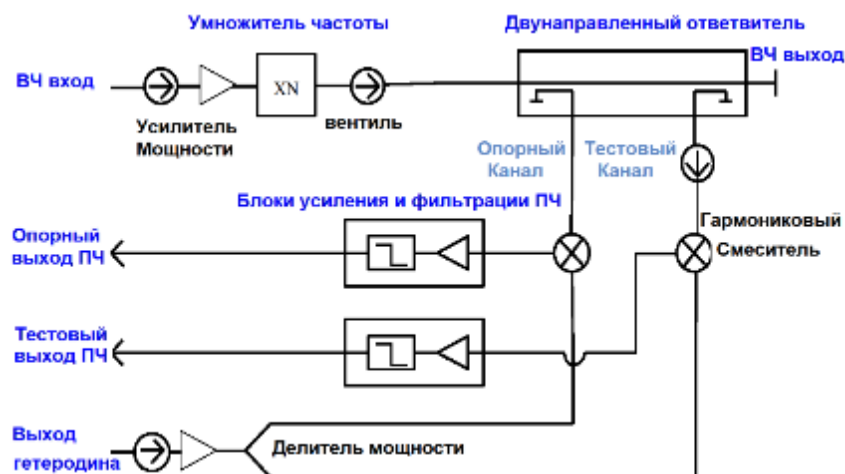 Умножитель частоты
Двунаправленный ответвитель
ВЧ вход
XN
ВЧ выход
Усилитель
Мощности
вентиль
Опорный
Канал
Тестовый
Канал
Блоки усиления и фильтрации ПЧ
Гармониковый
Смеситель
Опорный
выход ПЧ
Тестовый
выход ПЧ
Выход
гетеродина
Делитель мощности